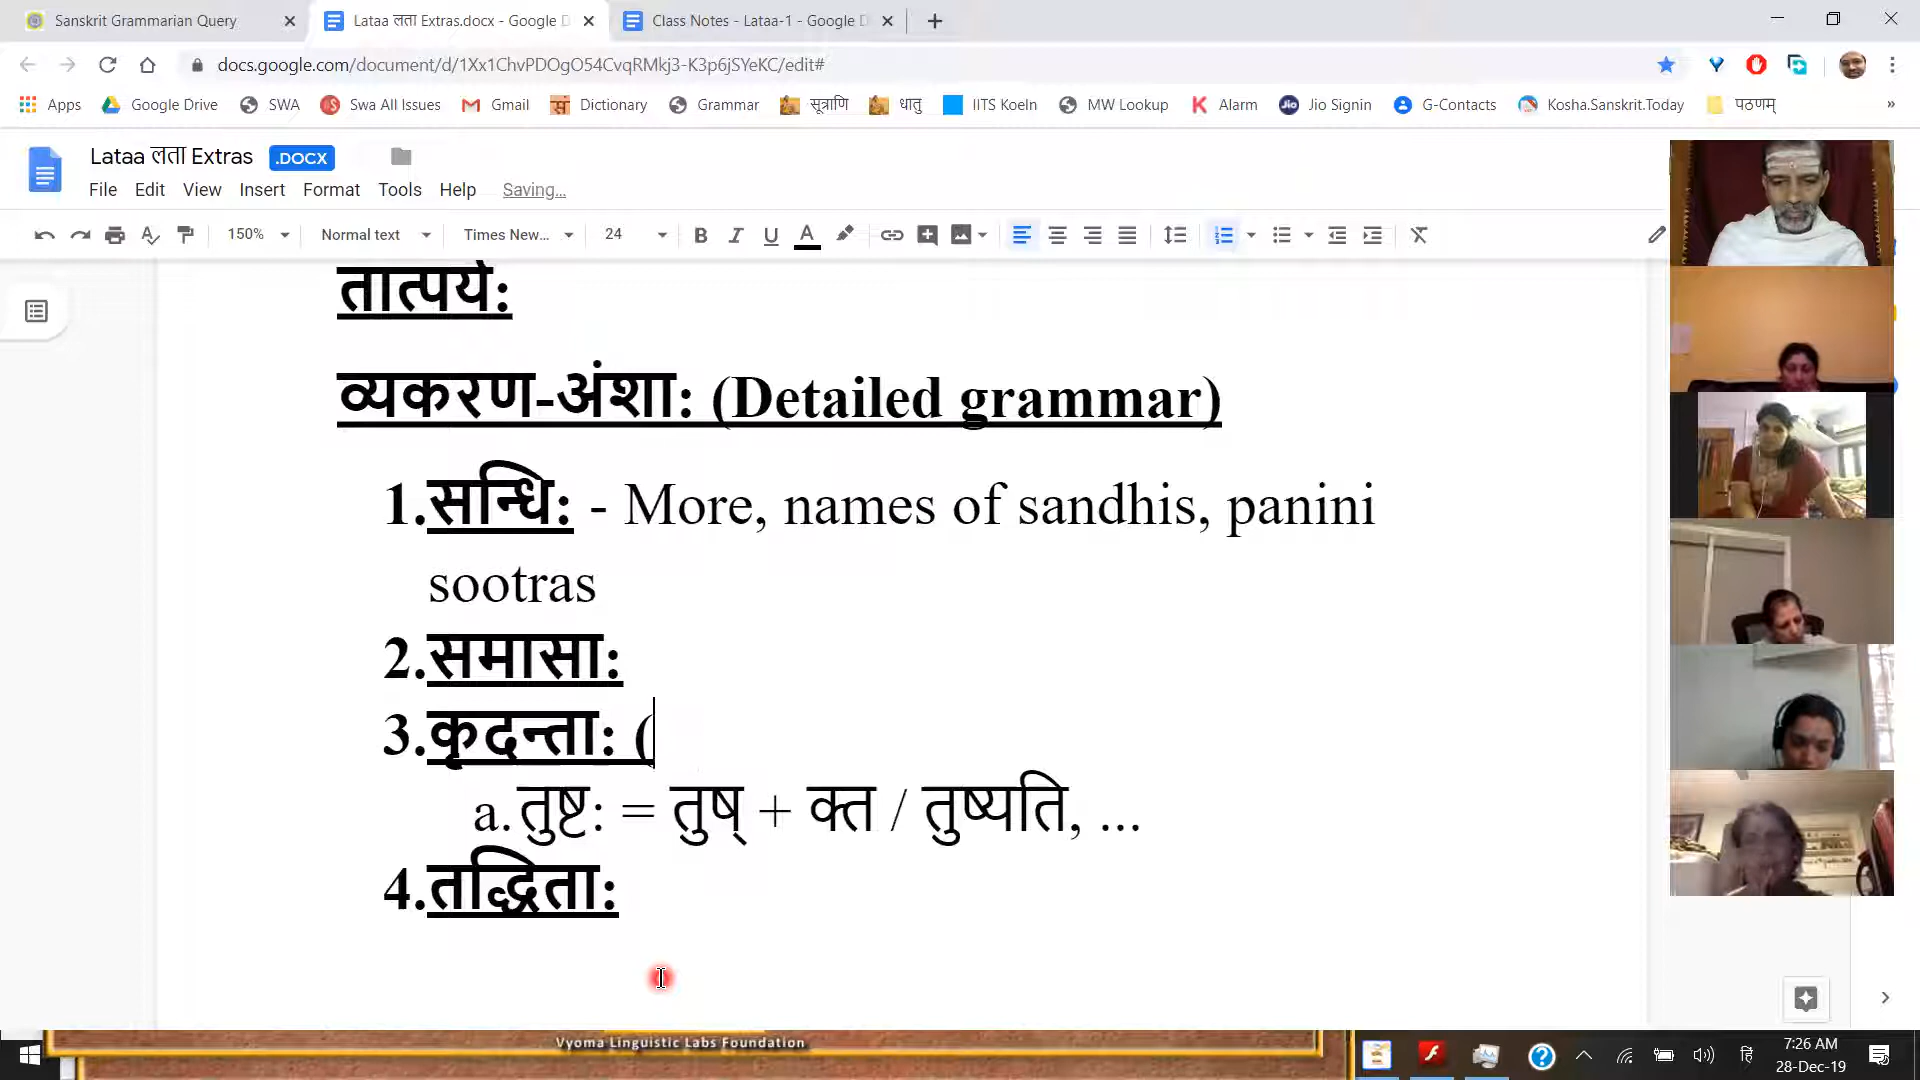 Sanskrit Grammarian Query
Lataa लता Extras.docx - Google D
Class Notes - Lataa-1 - Google D
docs.google.com/document/d/1Xx1ChvPDOgO54CvqRMkj3-K3p6jSYeKC/edit#
Apps Google Drive SWA Swa All Issues Gmail Dictionary Grammar सूत्राणि धातु IITS Koeln MW Lookup Alarm Jio Signin G-Contacts Kosha.Sanskrit.Today पठणम् »
Lataa लता Extras .DOCX
File Edit View Insert Format Tools Help Saving...
150% Normal text Times New... 24
तात्पर्यः
व्यकरण-अंशाः (Detailed grammar)
1.सन्धिः - More, names of sandhis, panini
sootras
2.समासाः
3.कृदन्ताः (
a. तुष्टः = तुष् + क्त / तुष्यति, ...
4.तद्धिताः
Vyoma Linguistic Labs Foundation
हि
7:26 AM
28-Dec-19